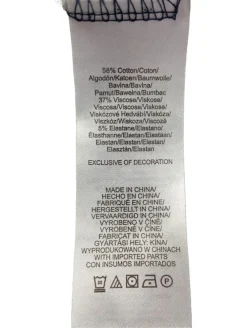 58% Cotton/Coton/
Algodón/Katoen/Baumwolle/
Bavlna/Bavlna/
Pamut/Bawełna/Bumbac
37% Viscose/Viskose/
Viscosa/Viscose/Viskose/
Viskózové Hedvábí/Viskóza/
Viszkóz/Wiskoza/Viscoză
5% Elastane/Elastan/
Élasthanne/Elastan/Elastaan/
Elastan/Elastan/Elastan/
Elasztán/Elastan/
EXCLUSIVE OF DECORATION
MADE IN CHINA/
HECHO EN CHINA/
FABRIQUÉ EN CHINE/
HERGESTELLT IN CHINA/
VERVAARDIGD IN CHINA/
VYROBENO V ČÍNĚ/
VYROBENÉ V ČÍNE/
FABRICAT IN CHINA/
GYÁRTÁSI HELY: KÍNA/
WYPRODUKOWANO W CHINACH
WITH IMPORTED PARTS
CON INSUMOS IMPORTADOS